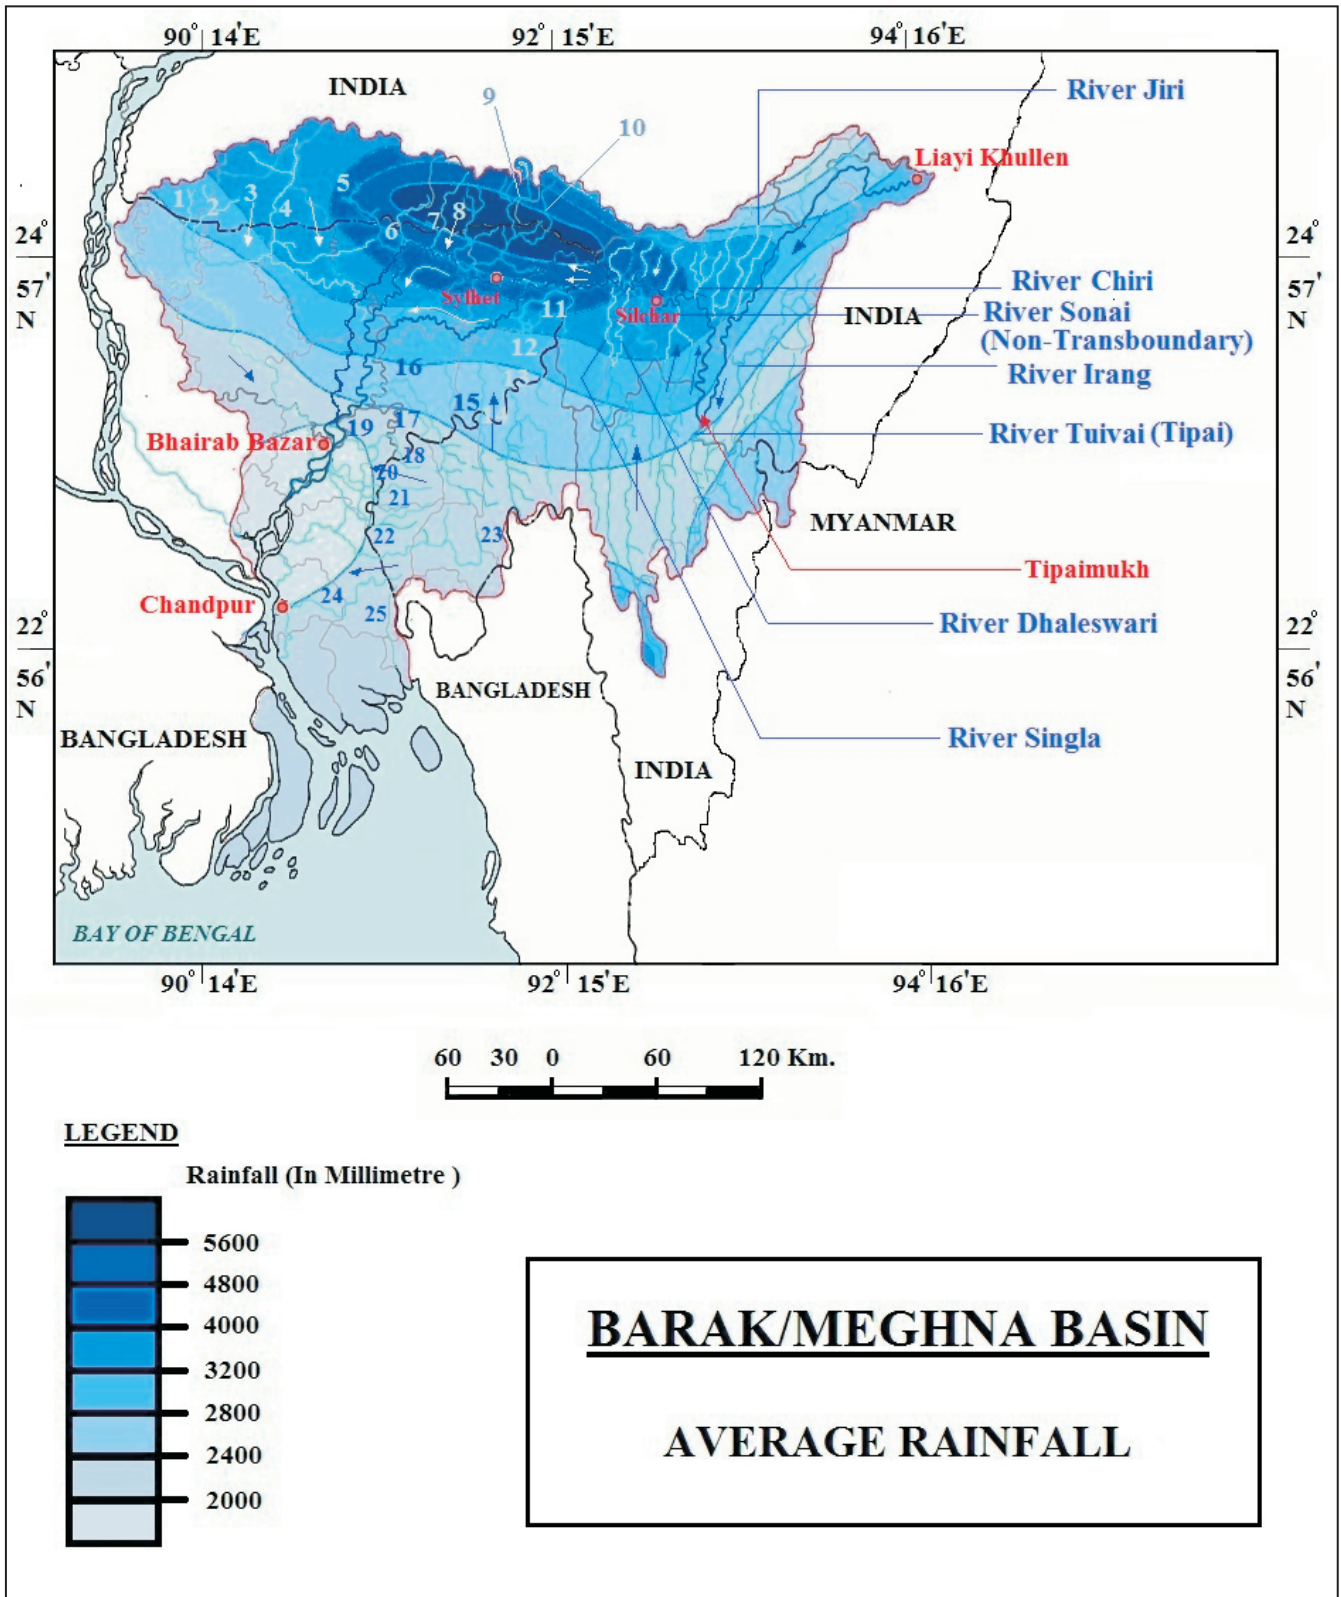 90° 14'E 92° 15'E 94° 16'E
INDIA
River Jiri
9
10
Liayi Khullen
1 2 3 4 5 6 7 8
24° 57' N
24° 57' N
River Chiri
Sylhet
Silchar
11
INDIA
River Sonai
(Non-Transboundary)
12
River Irang
16
15
17
19
Bhairab Bazar
River Tuivai (Tipai)
18
20
21
22
23
MYANMAR
Tipaimukh
24
25
Chandpur
22° 56' N
22° 56' N
River Dhaleswari
BANGLADESH
BANGLADESH
River Singla
INDIA
BAY OF BENGAL
90° 14'E 92° 15'E 94° 16'E
60 30 0 60 120 Km.
LEGEND
Rainfall (In Millimetre )
5600
4800
4000
3200
2800
2400
2000
BARAK/MEGHNA BASIN
AVERAGE RAINFALL